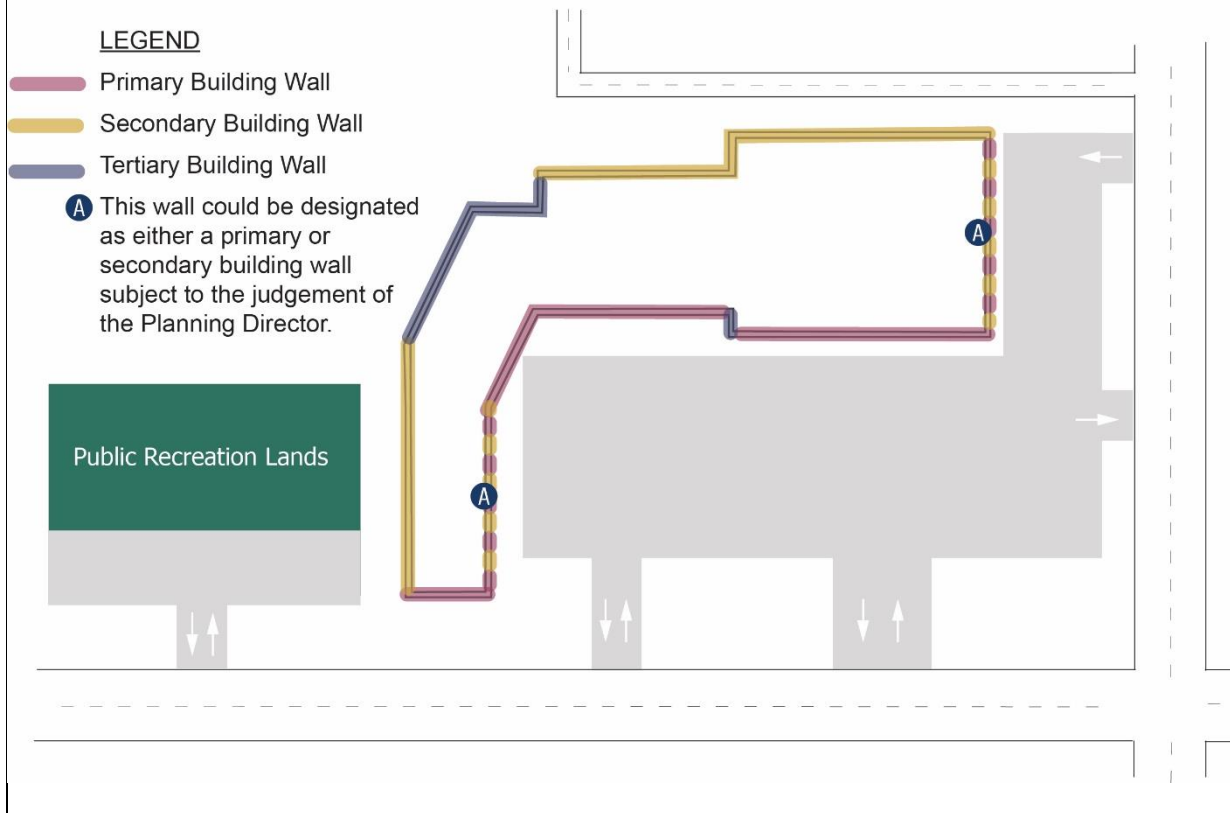 LEGEND
Primary Building Wall
Secondary Building Wall
Tertiary Building Wall
A This wall could be designated
as either a primary or
secondary building wall
subject to the judgement of
the Planning Director.
A
Public Recreation Lands
A